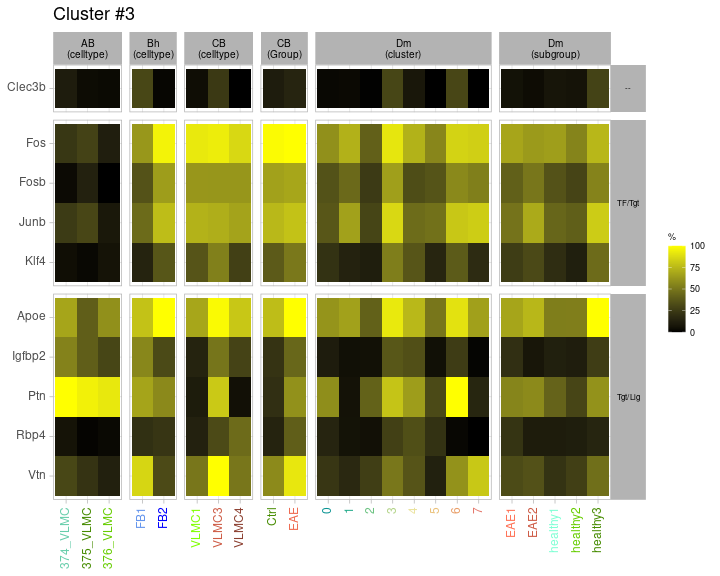 Cluster #3
AB
(celltype)
Bh
(celltype)
CB
(celltype)
CB
(Group)
Dm
(cluster)
Dm
(subgroup)
Clec3b
--
Fos
Fosb
Junb
Klf4
TF/Tgt
Apoe
Igfbp2
Ptn
Rbp4
Vtn
Tgt/Lig
%
100
75
50
25
0
374_VLMC
375_VLMC
376_VLMC
FB1
FB2
VLMC1
VLMC3
VLMC4
Ctrl
EAE
0
1
2
3
4
5
6
7
EAE1
EAE2
healthy1
healthy2
healthy3